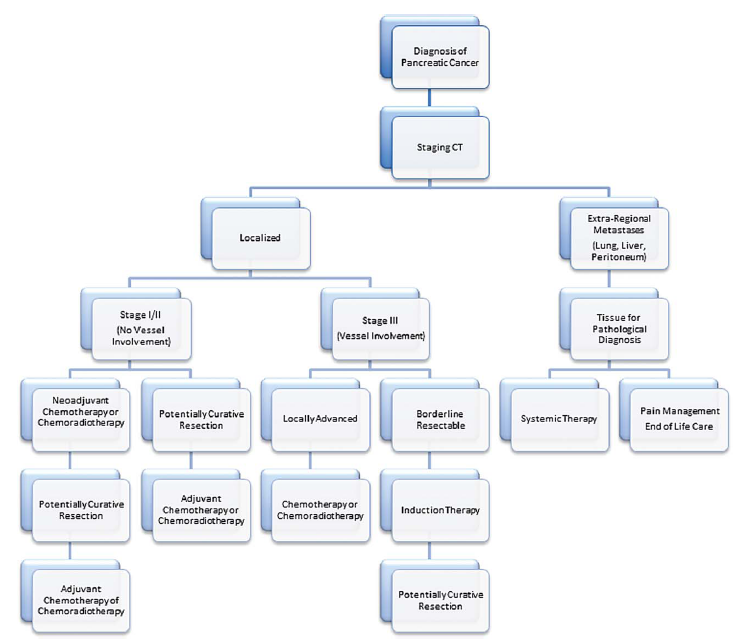 Diagnosis of
Pancreatic Cancer
Staging CT
Localized
Extra-Regional
Metastases
(Lung, Liver,
Peritoneum)
Stage I/II
(No Vessel
Involvement)
Stage III
(Vessel Involvement)
Tissue for
Pathological
Diagnosis
Neoadjuvant
Chemotherapy or
Chemoradiotherapy
Potentially Curative
Resection
Locally Advanced
Borderline
Resectable
Systemic Therapy
Pain Management
End of Life Care
Potentially Curative
Resection
Adjuvant
Chemotherapy or
Chemoradiotherapy
Chemotherapy or
Chemoradiotherapy
Induction Therapy
Adjuvant
Chemotherapy of
Chemoradiotherapy
Potentially Curative
Resection